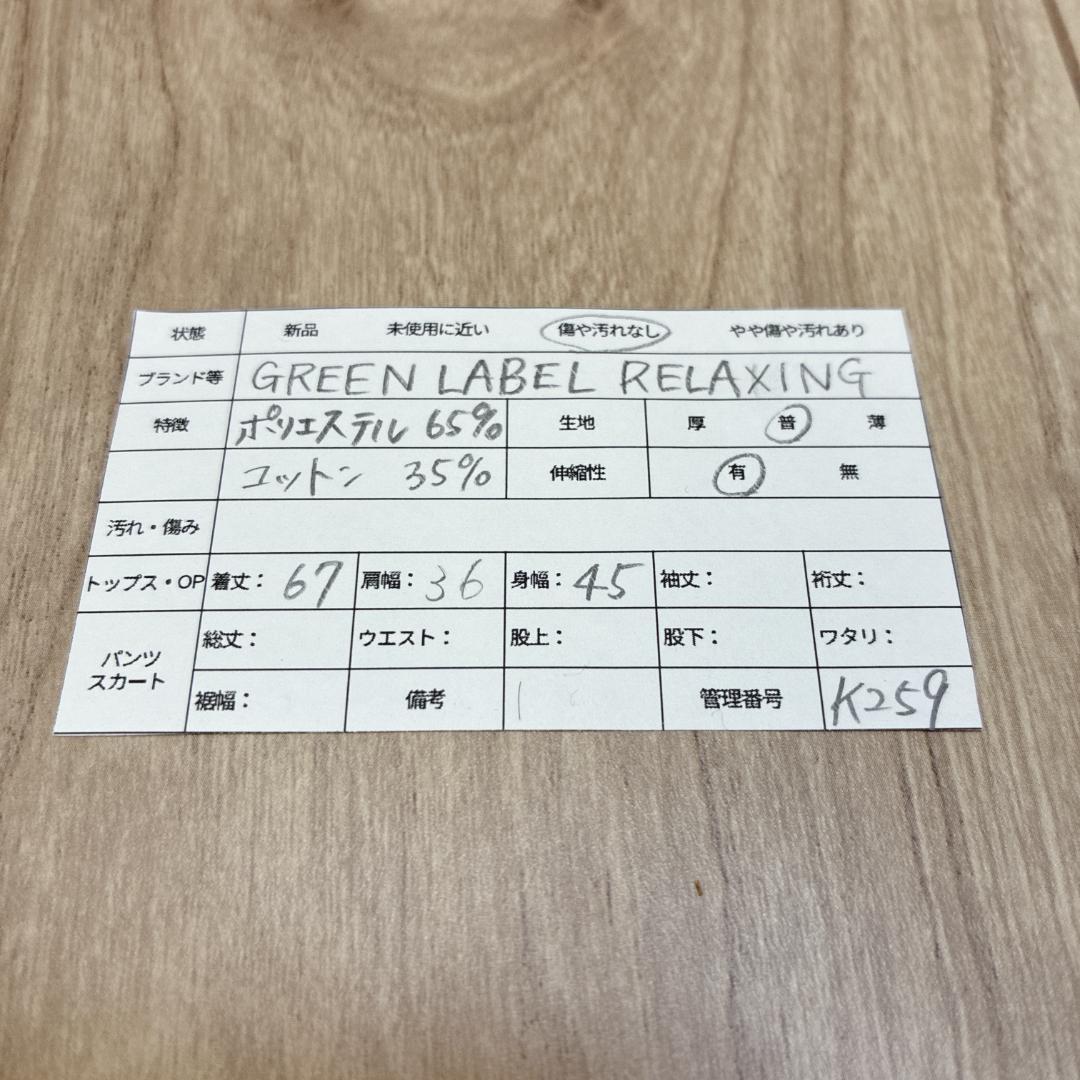 状態 新品 未使用に近い 傷や汚れなし やや傷や汚れあり
ブランド等 GREEN LABEL RELAXING
特徴 ポリエステル 65% 生地 厚 普 薄
コットン 35% 伸縮性 有 無
汚れ・傷み
トップス・OP 着丈: 67 肩幅: 36 身幅: 45 袖丈: 裄丈:
パンツ スカート 総丈: ウエスト: 股上: 股下: ワタリ:
裾幅: 備考 管理番号 K259